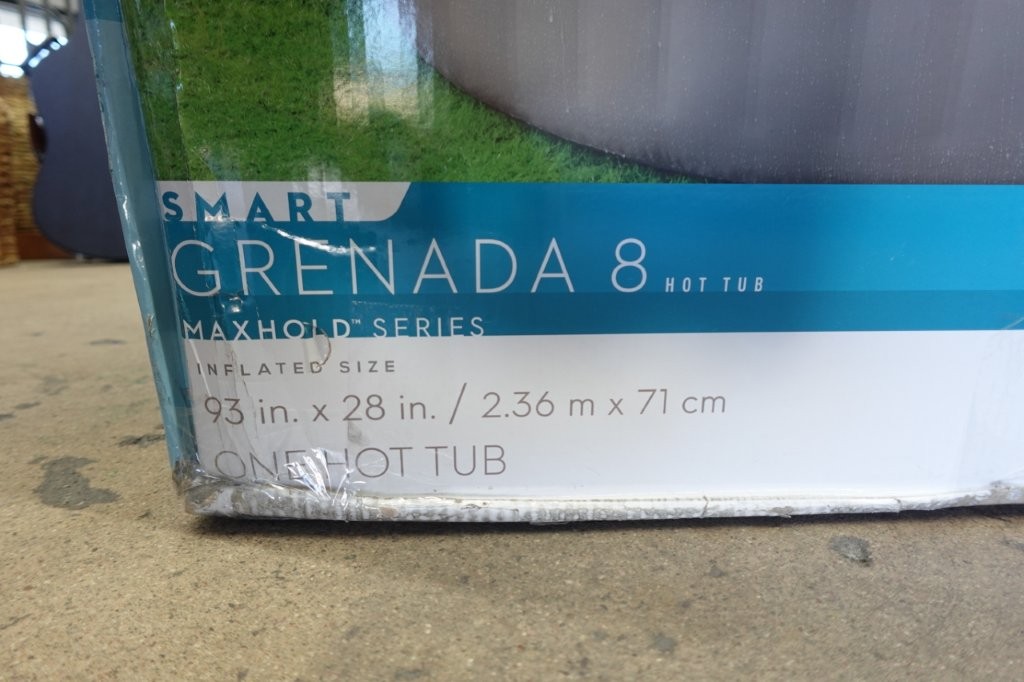 SMART
GRENADA 8 HOT TUB
MAXHOLD™ SERIES
INFLATED SIZE
93 in. x 28 in. / 2.36 m x 71 cm
ONE HOT TUB